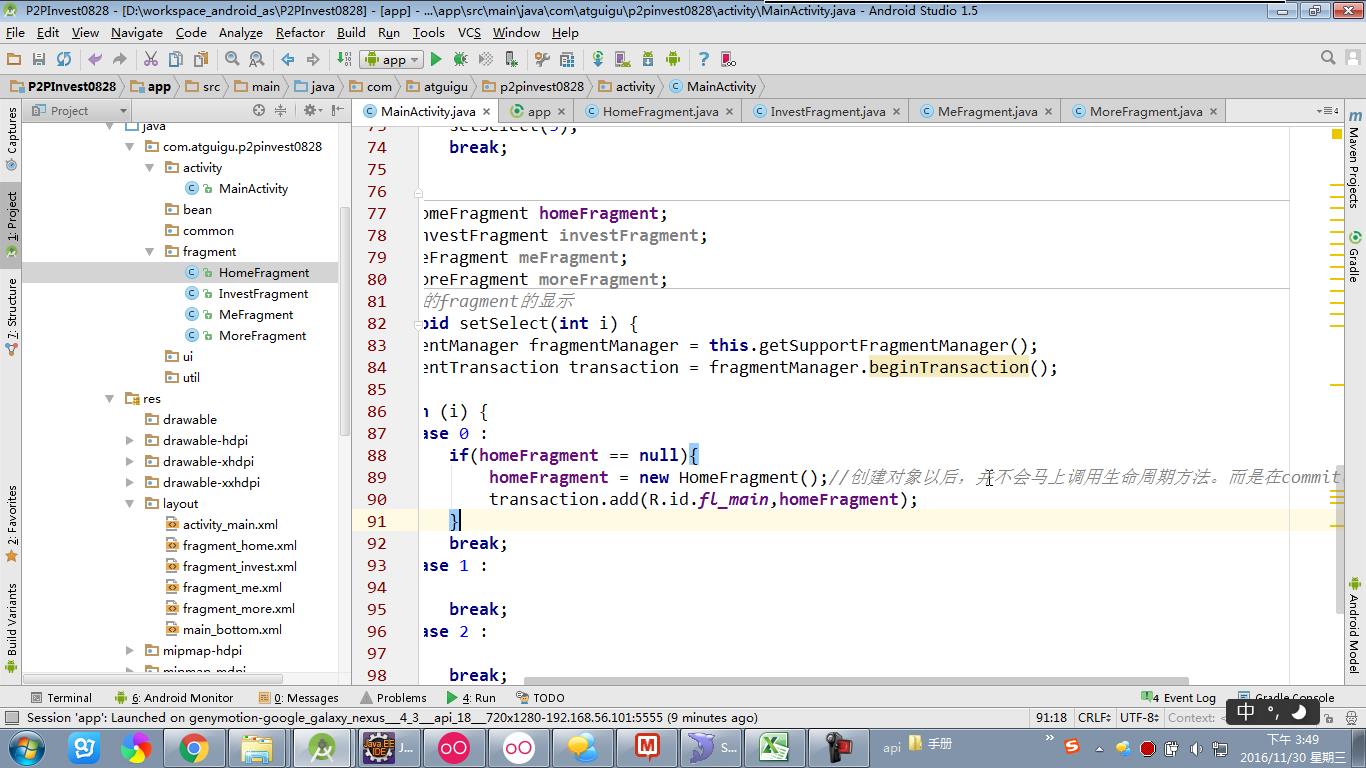 P2PInvest0828 - [D:\workspace_android_as\P2PInvest0828] - [app] - ...\app\src\main\java\com\atguigu\p2pinvest0828\activity\MainActivity.java - Android Studio 1.5
File Edit View Navigate Code Analyze Refactor Build Run Tools VCS Window Help
app
P2PInvest0828 app src main java com atguigu p2pinvest0828 activity MainActivity
Project
MainActivity.java app HomeFragment.java InvestFragment.java MeFragment.java MoreFragment.java
Captures
1: Project
7: Structure
2: Favorites
Build Variants
java
com.atguigu.p2pinvest0828
activity
MainActivity
bean
common
fragment
HomeFragment
InvestFragment
MeFragment
MoreFragment
ui
util
res
drawable
drawable-hdpi
drawable-xhdpi
drawable-xxhdpi
layout
activity_main.xml
fragment_home.xml
fragment_invest.xml
fragment_me.xml
fragment_more.xml
main_bottom.xml
mipmap-hdpi
mipmap-mdpi
73 setSelect(3);
74 break;
75
76
77 omeFragment homeFragment;
78 nvestFragment investFragment;
79 eFragment meFragment;
80 oreFragment moreFragment;
81 的fragment的显示
82 oid setSelect(int i) {
83 entManager fragmentManager = this.getSupportFragmentManager();
84 entTransaction transaction = fragmentManager.beginTransaction();
85
86 h (i) {
87 ase 0 :
88 if(homeFragment == null){
89 homeFragment = new HomeFragment();//创建对象以后，并不会马上调用生命周期方法。而是在commit
90 transaction.add(R.id.fl_main,homeFragment);
91 }
92 break;
93 ase 1 :
94
95 break;
96 ase 2 :
97
98 break;
Maven Projects
Gradle
Android Model
Terminal 6: Android Monitor 0: Messages Problems 4: Run TODO 4 Event Log Gradle Console
Session 'app': Launched on genymotion-google_galaxy_nexus___4_3___api_18___720x1280-192.168.56.101:5555 (9 minutes ago) 91:18 CRLF UTF-8 Context:
中
Java EE IDE J... S... api 手册
下午 3:49
2016/11/30 星期三